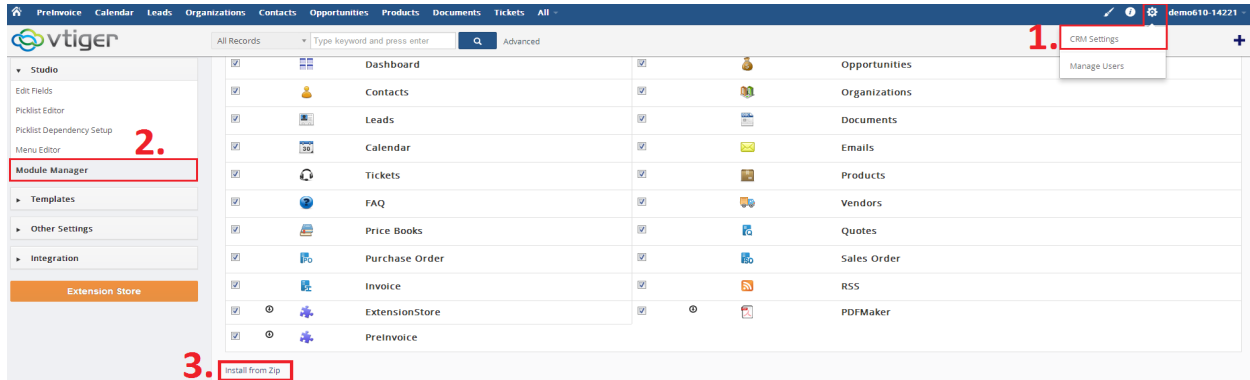 PreInvoice Calendar Leads Organizations Contacts Opportunities Products Documents Tickets All demo610-14221
vtiger All Records Type keyword and press enter Advanced 1. CRM Settings
Manage Users
Studio
Dashboard Opportunities
Edit Fields
Contacts Organizations
Picklist Editor
Leads Documents
Picklist Dependency Setup
Menu Editor 2.
Calendar Emails
Module Manager
Tickets Products
Templates
FAQ Vendors
Other Settings
Price Books Quotes
Integration
Purchase Order Sales Order
Extension Store
Invoice RSS
ExtensionStore PDFMaker
PreInvoice
3. Install from Zip